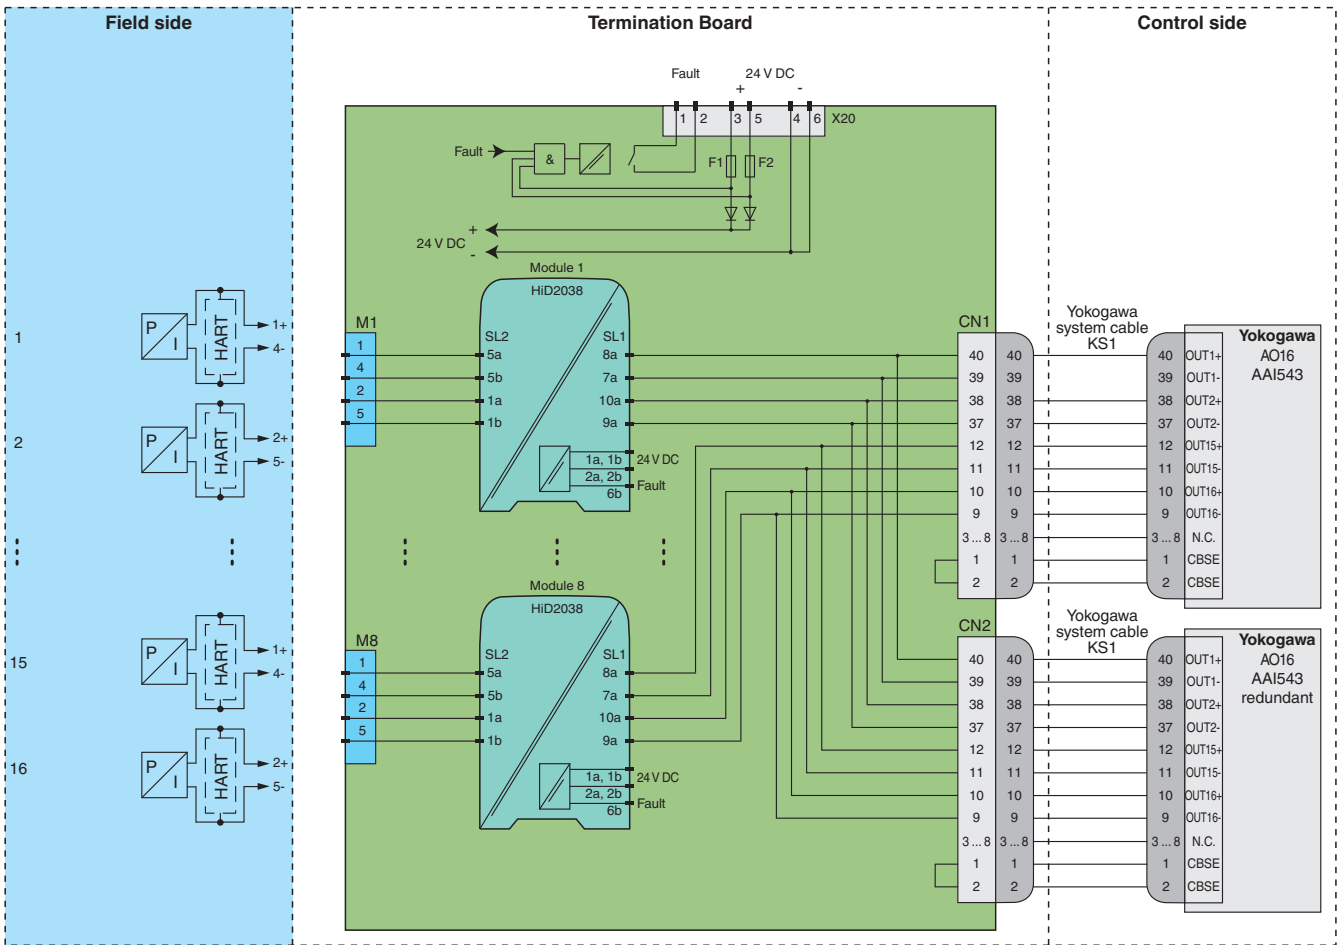 Field side
Termination Board
Control side
Fault
24 V DC
+
-
1
2
3
5
4
6
X20
Fault
&
F1
F2
+
24 V DC
-
Module 1
HiD2038
M1
1
4
2
5
SL2
5a
5b
1a
1b
SL1
8a
7a
10a
9a
1a, 1b
24 V DC
2a, 2b
Fault
6b
1
P
I
HART
1+
4-
2
P
I
HART
2+
5-
CN1
40 40
39 39
38 38
37 37
12 12
11 11
10 10
9 9
3 ... 8 3 ... 8
1 1
2 2
Yokogawa
system cable
KS1
40 OUT1+
39 OUT1-
38 OUT2+
37 OUT2-
12 OUT15+
11 OUT15-
10 OUT16+
9 OUT16-
3 ... 8 N.C.
1 CBSE
2 CBSE
Yokogawa
AO16
AAI543
Module 8
HiD2038
M8
1
4
2
5
SL2
5a
5b
1a
1b
SL1
8a
7a
10a
9a
1a, 1b
24 V DC
2a, 2b
Fault
6b
15
P
I
HART
1+
4-
16
P
I
HART
2+
5-
CN2
40 40
39 39
38 38
37 37
12 12
11 11
10 10
9 9
3 ... 8 3 ... 8
1 1
2 2
Yokogawa
system cable
KS1
40 OUT1+
39 OUT1-
38 OUT2+
37 OUT2-
12 OUT15+
11 OUT15-
10 OUT16+
9 OUT16-
3 ... 8 N.C.
1 CBSE
2 CBSE
Yokogawa
AO16
AAI543
redundant